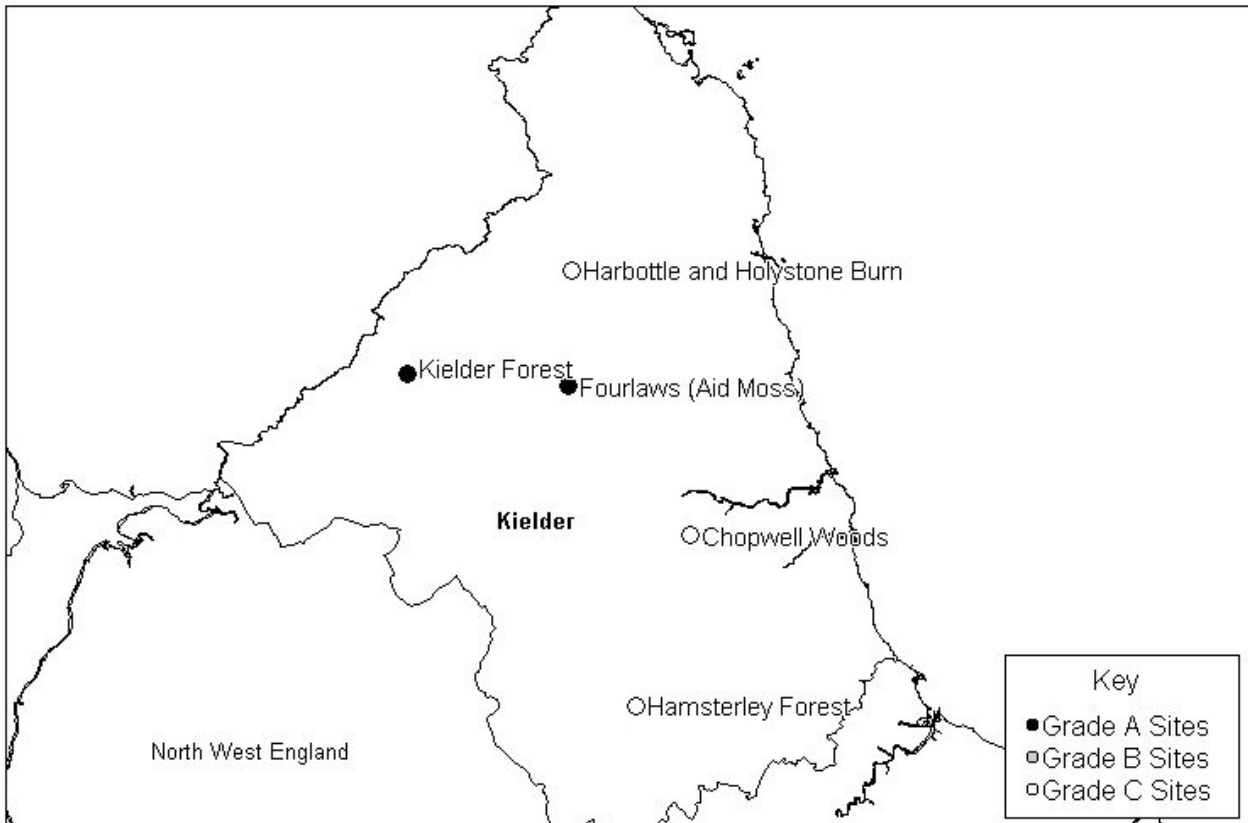 Harbottle and Holystone Burn
Kielder Forest
Fourlaws (Aid Moss)
Kielder
Chopwell Woods
Hamsterley Forest
North West England
Key
Grade A Sites
Grade B Sites
Grade C Sites